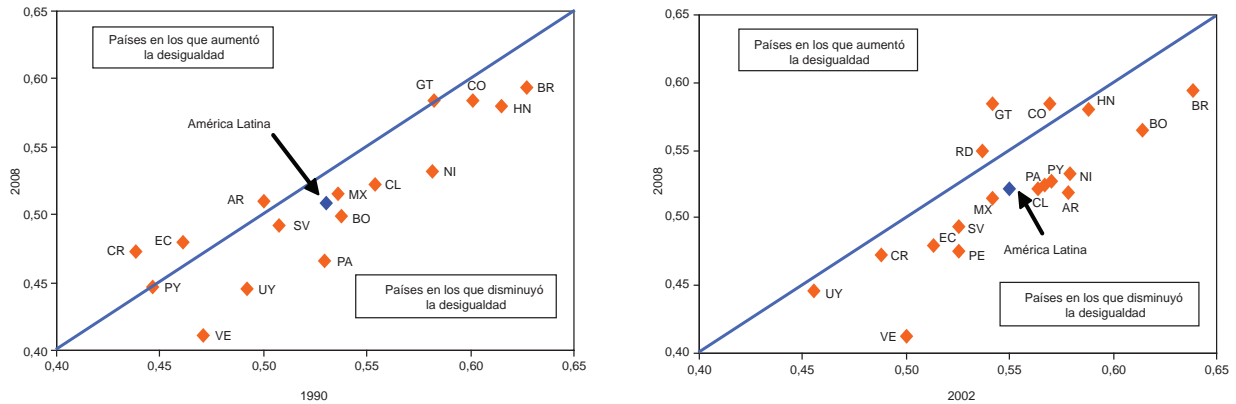 0,65
Países en los que aumentó
la desigualdad
0,60
GT
CO
BR
HN
América Latina
0,55
2008
NI
CL
MX
AR
0,50
BO
SV
EC
CR
PA
0,45
PY
UY
Países en los que disminuyó
la desigualdad
VE
0,40
0,40
0,45
0,50
0,55
0,60
0,65
1990
0,65
Países en los que aumentó
la desigualdad
0,60
GT
CO
HN
BR
BO
0,55
RD
2008
PA
PY
NI
MX
CL
AR
0,50
SV
EC
PE
CR
América Latina
0,45
UY
Países en los que disminuyó
la desigualdad
VE
0,40
0,40
0,45
0,50
0,55
0,60
0,65
2002